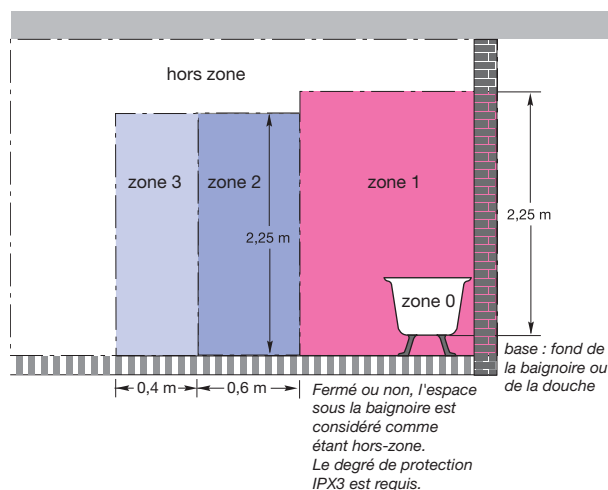 hors zone
zone 3
zone 2
zone 1
2,25 m
2,25 m
zone 0
0,4 m
0,6 m
Fermé ou non, l'espace
sous la baignoire est
considéré comme
étant hors-zone.
Le degré de protection
IPX3 est requis.
base : fond de
la baignoire ou
de la douche